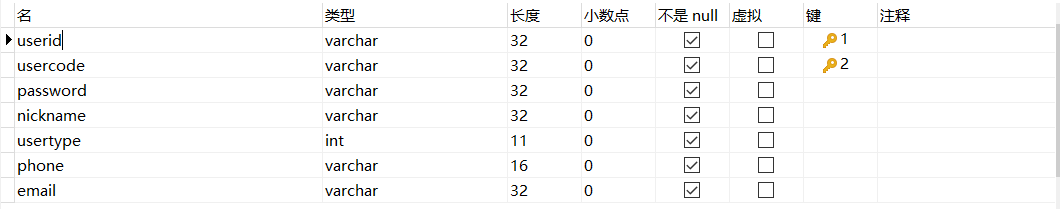 名 类型 长度 小数点 不是 null 虚拟 键 注释
userid varchar 32 0 1
usercode varchar 32 0 2
password varchar 32 0
nickname varchar 32 0
usertype int 11 0
phone varchar 16 0
email varchar 32 0